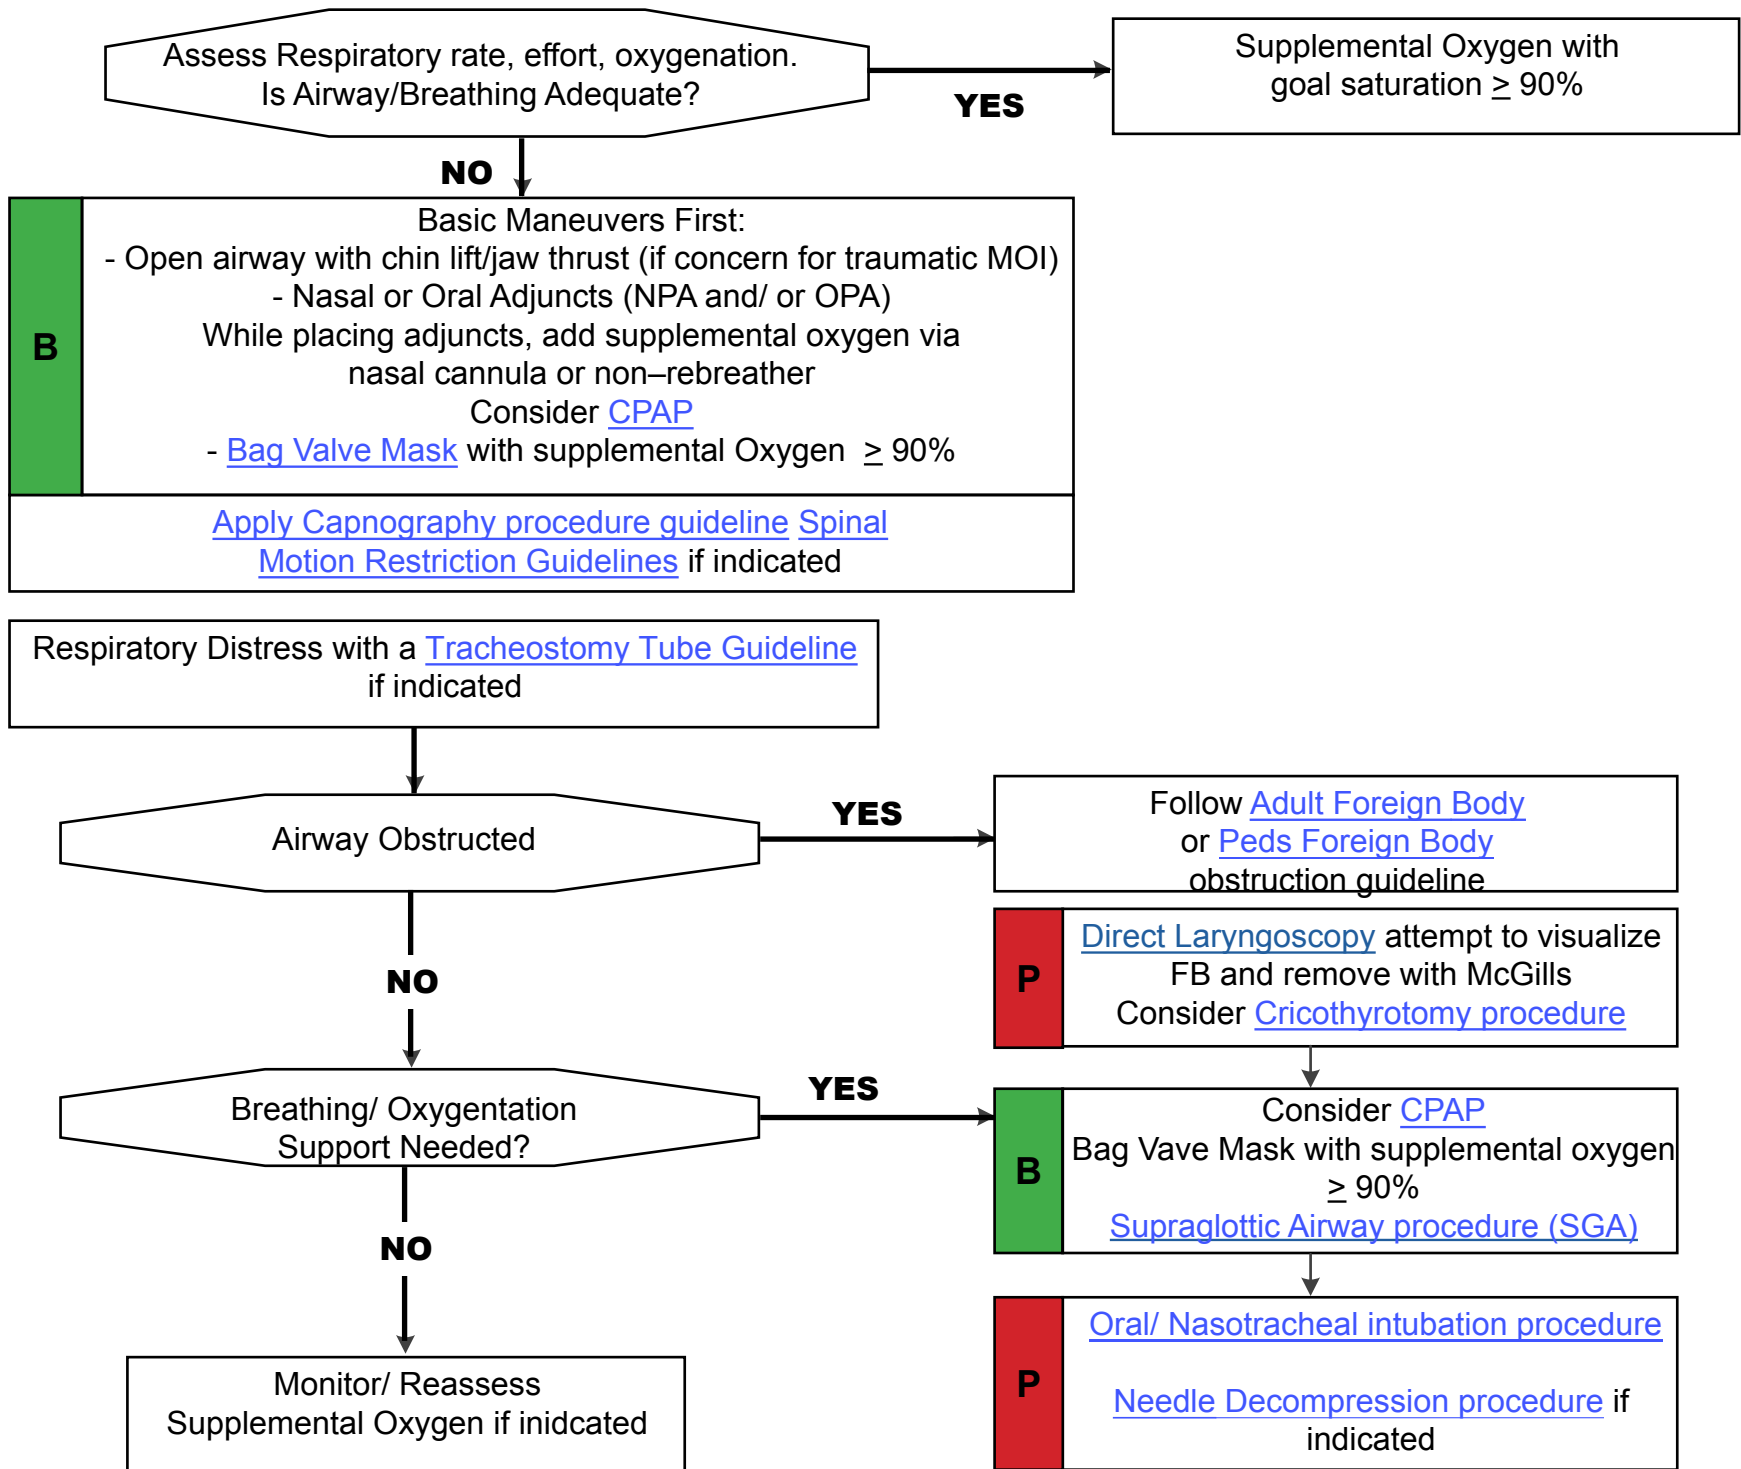 Assess Respiratory rate, effort, oxygenation.
Is Airway/Breathing Adequate?
YES
Supplemental Oxygen with
goal saturation ≥ 90%
NO
B
Basic Maneuvers First:
- Open airway with chin lift/jaw thrust (if concern for traumatic MOI)
- Nasal or Oral Adjuncts (NPA and/ or OPA)
While placing adjuncts, add supplemental oxygen via
nasal cannula or non–rebreather
Consider CPAP
- Bag Valve Mask with supplemental Oxygen ≥ 90%
Apply Capnography procedure guideline Spinal
Motion Restriction Guidelines if indicated
Respiratory Distress with a Tracheostomy Tube Guideline
if indicated
Airway Obstructed
YES
Follow Adult Foreign Body
or Peds Foreign Body
obstruction guideline
P
Direct Laryngoscopy attempt to visualize
FB and remove with McGills
Consider Cricothyrotomy procedure
NO
Breathing/ Oxygentation
Support Needed?
YES
B
Consider CPAP
Bag Vave Mask with supplemental oxygen
≥ 90%
Supraglottic Airway procedure (SGA)
NO
Monitor/ Reassess
Supplemental Oxygen if inidcated
P
Oral/ Nasotracheal intubation procedure
Needle Decompression procedure if
indicated